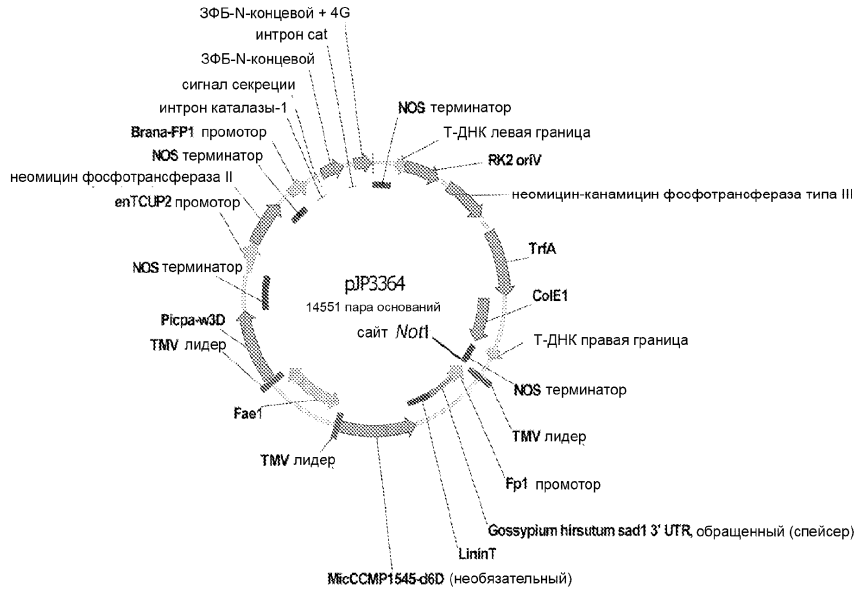 ЗФБ-N-концевой + 4G
интрон cat
ЗФБ-N-концевой
сигнал секреции
интрон каталазы-1
Brana-FP1 промотор
NOS терминатор
неомицин фосфотрансфераза II
enTCUP2 промотор
NOS терминатор
Picpa-w3D
TMV лидер
Fae1
TMV лидер
MicCCMP1545-d6D (необязательный)
LininT
Gossypium hirsutum sad1 3' UTR, обращенный (спейсер)
Fp1 промотор
TMV лидер
NOS терминатор
Т-ДНК правая граница
ColE1
TrfA
неомицин-канамицин фосфотрансфераза типа III
RK2 oriV
Т-ДНК левая граница
NOS терминатор
pJP3364
14551 пара оснований
сайт NotI